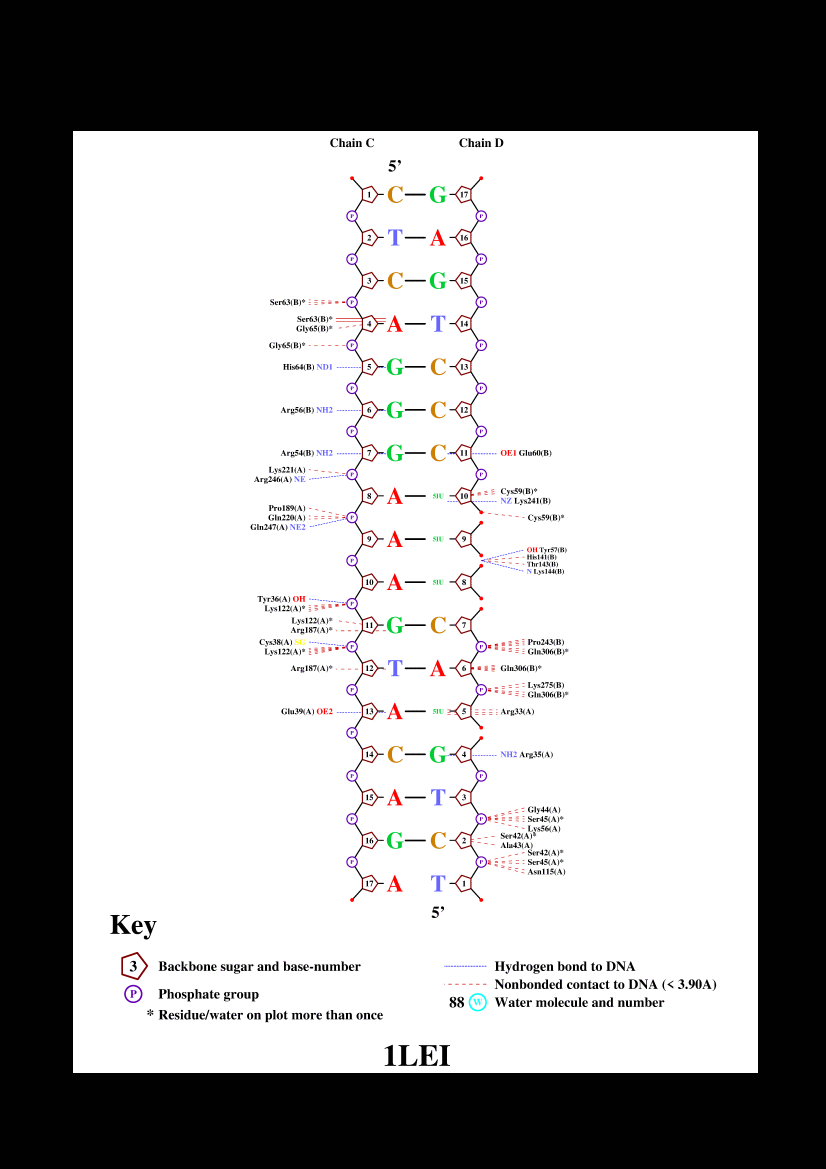 Chain C Chain D
5’
1 C G 17
P P
2 T A 16
P P
3 C G 15
Ser63(B)* P P
Ser63(B)*
4 A T 14
Gly65(B)*
Gly65(B)* P P
His64(B) ND1 5 G C 13
P P
Arg56(B) NH2 6 G C 12
P P
Arg54(B) NH2 7 G C 11 OE1 Glu60(B)
Lys221(A)
P P
Arg246(A) NE
Cys59(B)*
8 A 5IU 10
NZ Lys241(B)
Pro189(A)
Gln220(A) P Cys59(B)*
Gln247(A) NE2
9 A 5IU 9
OH Tyr57(B)
P His141(B)
Thr143(B)
N Lys144(B)
10 A 5IU 8
Tyr36(A) OH
P
Lys122(A)*
Lys122(A)*
11 G C 7
Arg187(A)*
Cys38(A) Pro243(B)
P P
Lys122(A)* Gln306(B)*
Arg187(A)* 12 T A 6 Gln306(B)*
Lys275(B)
P P
Gln306(B)*
Glu39(A) OE2 13 A 5IU 5 Arg33(A)
P
14 C G 4 NH2 Arg35(A)
P P
15 A T 3
Gly44(A)
P P Ser45(A)*
Lys56(A)
Ser42(A)*
16 G C 2
Ala43(A)
Ser42(A)*
P P Ser45(A)*
Asn115(A)
17 A T 1
5’
Key
3 Backbone sugar and base-number
Hydrogen bond to DNA
Nonbonded contact to DNA (< 3.90A)
P Phosphate group
88 W Water molecule and number
* Residue/water on plot more than once
1LEI